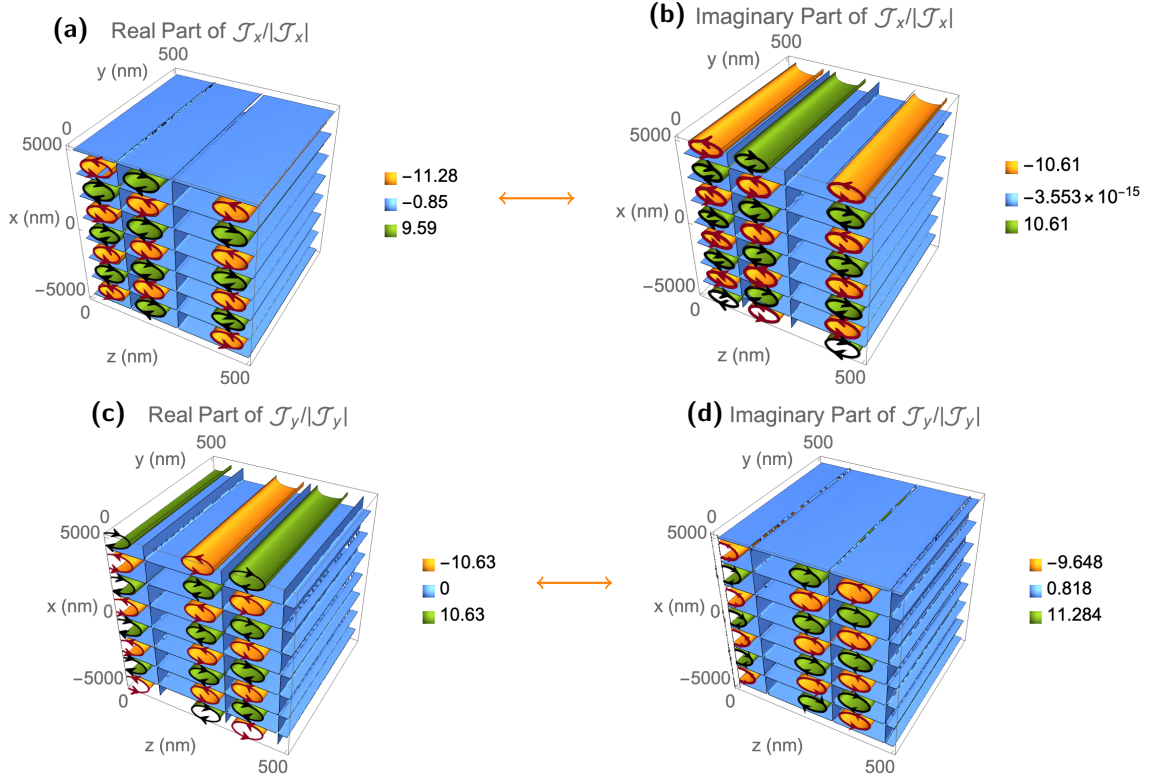 (a) Real Part of 𝒥x/|𝒥x|
500
y (nm)
0
5000
x (nm)
0
−5000
0
z (nm)
500
−11.28
−0.85
9.59
(b) Imaginary Part of 𝒥x/|𝒥x|
500
y (nm)
0
5000
x (nm)
0
−5000
0
z (nm)
500
−10.61
−3.553×10−15
10.61
(c) Real Part of 𝒥y/|𝒥y|
500
y (nm)
0
5000
x (nm)
0
−5000
0
z (nm)
500
−10.63
0
10.63
(d) Imaginary Part of 𝒥y/|𝒥y|
500
y (nm)
0
5000
x (nm)
0
−5000
0
z (nm)
500
−9.648
0.818
11.284